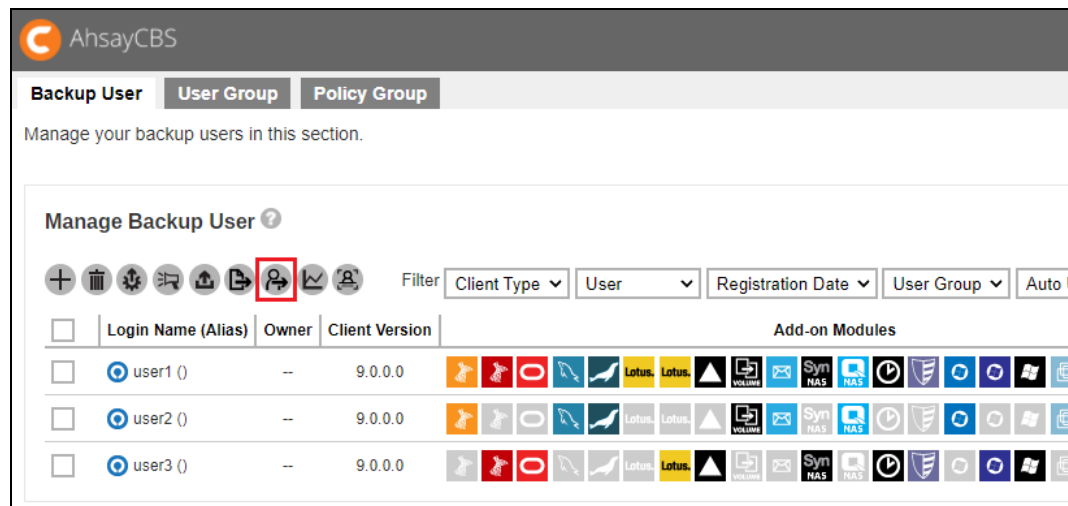 AhsayCBS
Backup User User Group Policy Group
Manage your backup users in this section.
Manage Backup User ?
Filter Client Type User Registration Date User Group Auto
Login Name (Alias) Owner Client Version Add-on Modules
user1 () -- 9.0.0.0 Lotus. Lotus. VOLUME Syn NAS NAS
user2 () -- 9.0.0.0 Lotus. Lotus. VOLUME Syn NAS NAS
user3 () -- 9.0.0.0 Lotus. Lotus. VOLUME Syn NAS NAS